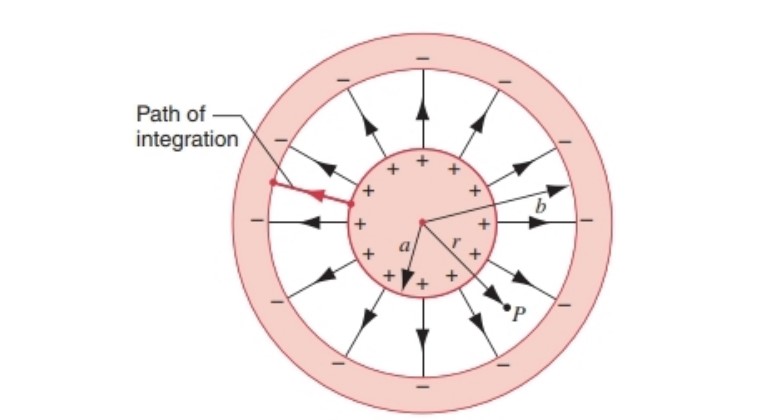 Path of
integration
a
r
b
P
− − − − − − − − − − − −
+ + + + + + + + + + + +